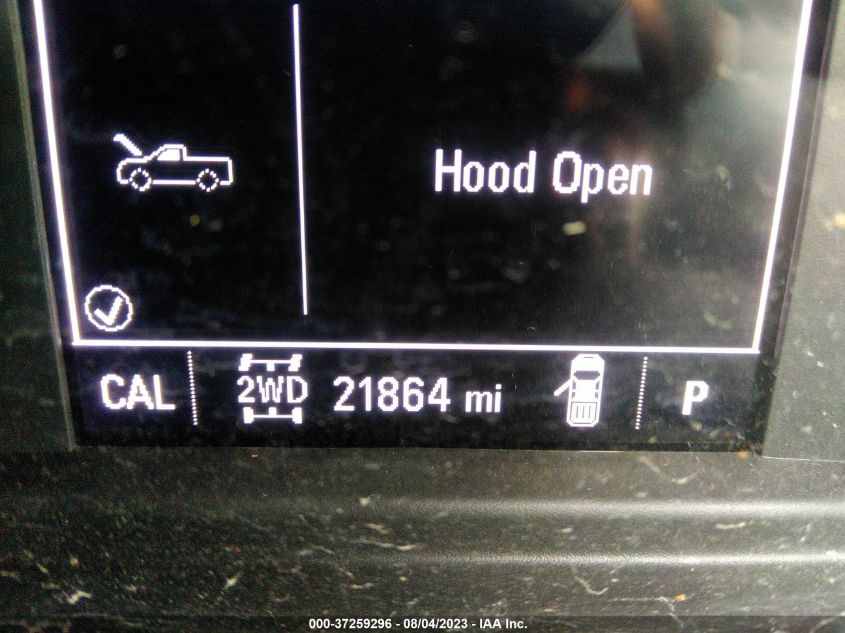 Hood Open
CAL 2WD 21864 mi P
000-37259296 - 08/04/2023 - IAA Inc.